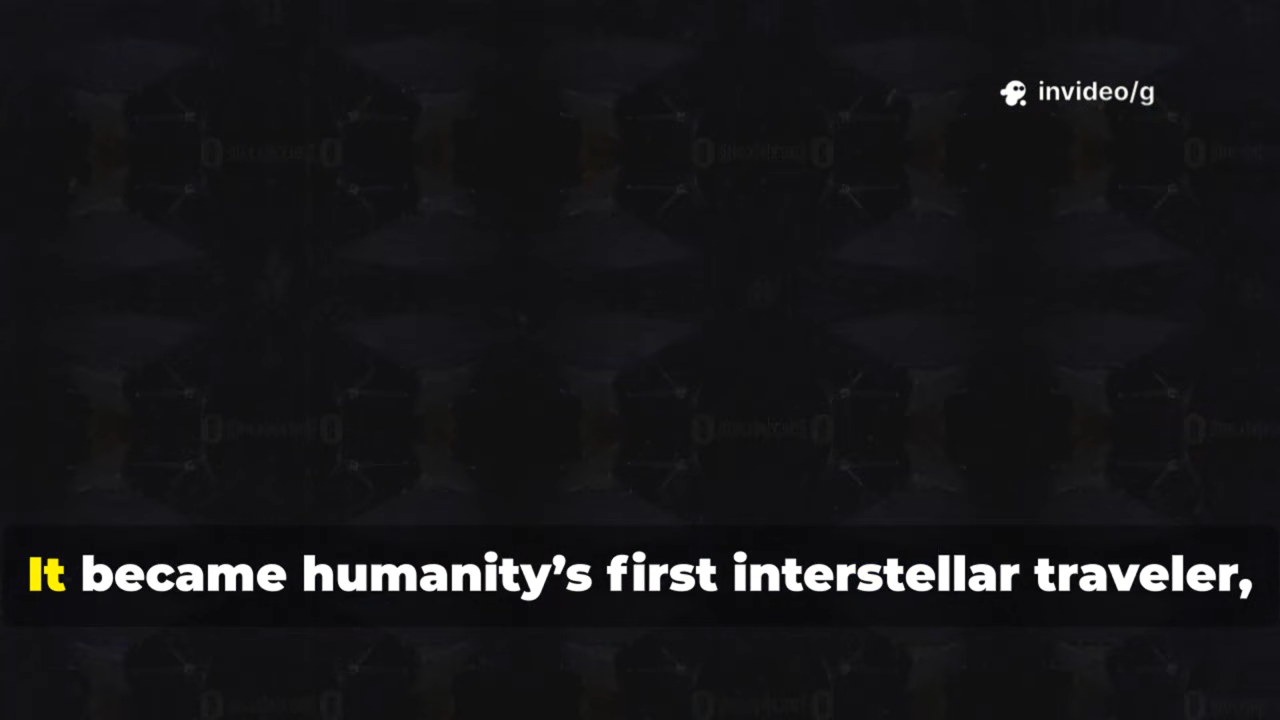 invideo/g
It became humanity’s first interstellar traveler,